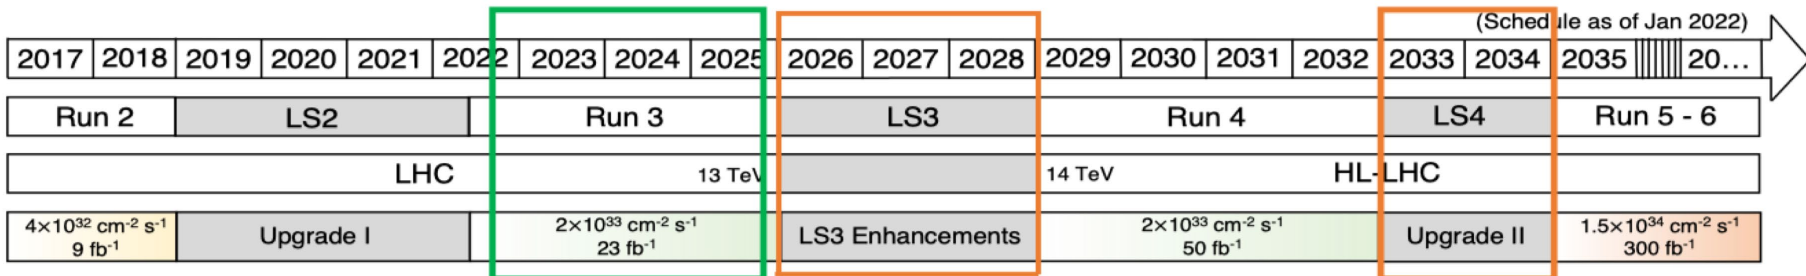 (Schedule as of Jan 2022)
2017 2018 2019 2020 2021 2022 2023 2024 2025 2026 2027 2028 2029 2030 2031 2032 2033 2034 2035 20...
Run 2 LS2 Run 3 LS3 Run 4 LS4 Run 5 - 6
LHC 13 TeV 14 TeV HL-LHC
4×10³² cm⁻² s⁻¹ 2×10³³ cm⁻² s⁻¹ 2×10³³ cm⁻² s⁻¹ 1.5×10³⁴ cm⁻² s⁻¹
Upgrade I LS3 Enhancements Upgrade II
9 fb⁻¹ 23 fb⁻¹ 50 fb⁻¹ 300 fb⁻¹